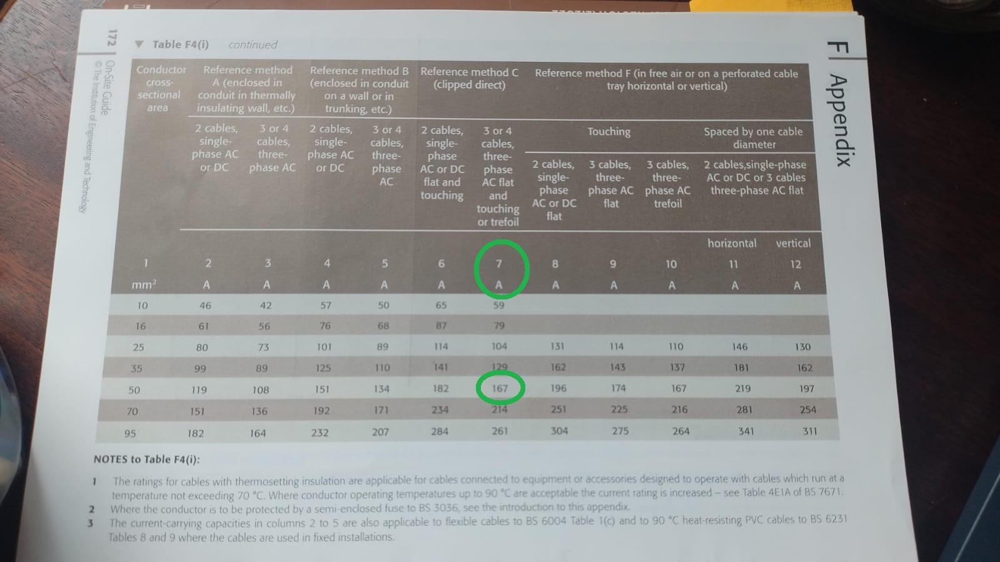 172
On-Site Guide
© The Institution of Engineering and Technology
F | Appendix
▼ Table F4(i) continued
Conductor cross-sectional area
Reference method A (enclosed in conduit in thermally insulating wall, etc.)
Reference method B (enclosed in conduit on a wall or in trunking, etc.)
Reference method C (clipped direct)
Reference method F (in free air or on a perforated cable tray horizontal or vertical)
2 cables, single-phase AC or DC
3 or 4 cables, three-phase AC
2 cables, single-phase AC or DC
3 or 4 cables, three-phase AC
2 cables, single-phase AC or DC flat and touching
3 or 4 cables, three-phase AC flat and touching or trefoil
Touching
Spaced by one cable diameter
2 cables, single-phase AC or DC flat
3 cables, three-phase AC flat
3 cables, three-phase AC trefoil
2 cables,single-phase AC or DC or 3 cables three-phase AC flat
horizontal vertical
1 2 3 4 5 6 7 8 9 10 11 12
mm² A A A A A A A A A A A
10 46 42 57 50 65 59
16 61 56 76 68 87 79
25 80 73 101 89 114 104 131 114 110 146 130
35 99 89 125 110 141 129 162 143 137 181 162
50 119 108 151 134 182 167 196 174 167 219 197
70 151 136 192 171 234 214 251 225 216 281 254
95 182 164 232 207 284 261 304 275 264 341 311
NOTES to Table F4(i):
1 The ratings for cables with thermosetting insulation are applicable for cables connected to equipment or accessories designed to operate with cables which run at a
temperature not exceeding 70 °C. Where conductor operating temperatures up to 90 °C are acceptable the current rating is increased – see Table 4E1A of BS 7671.
2 Where the conductor is to be protected by a semi-enclosed fuse to BS 3036, see the introduction to this appendix.
3 The current-carrying capacities in columns 2 to 5 are also applicable to flexible cables to BS 6004 Table 1(c) and to 90 °C heat-resisting PVC cables to BS 6231
Tables 8 and 9 where the cables are used in fixed installations.